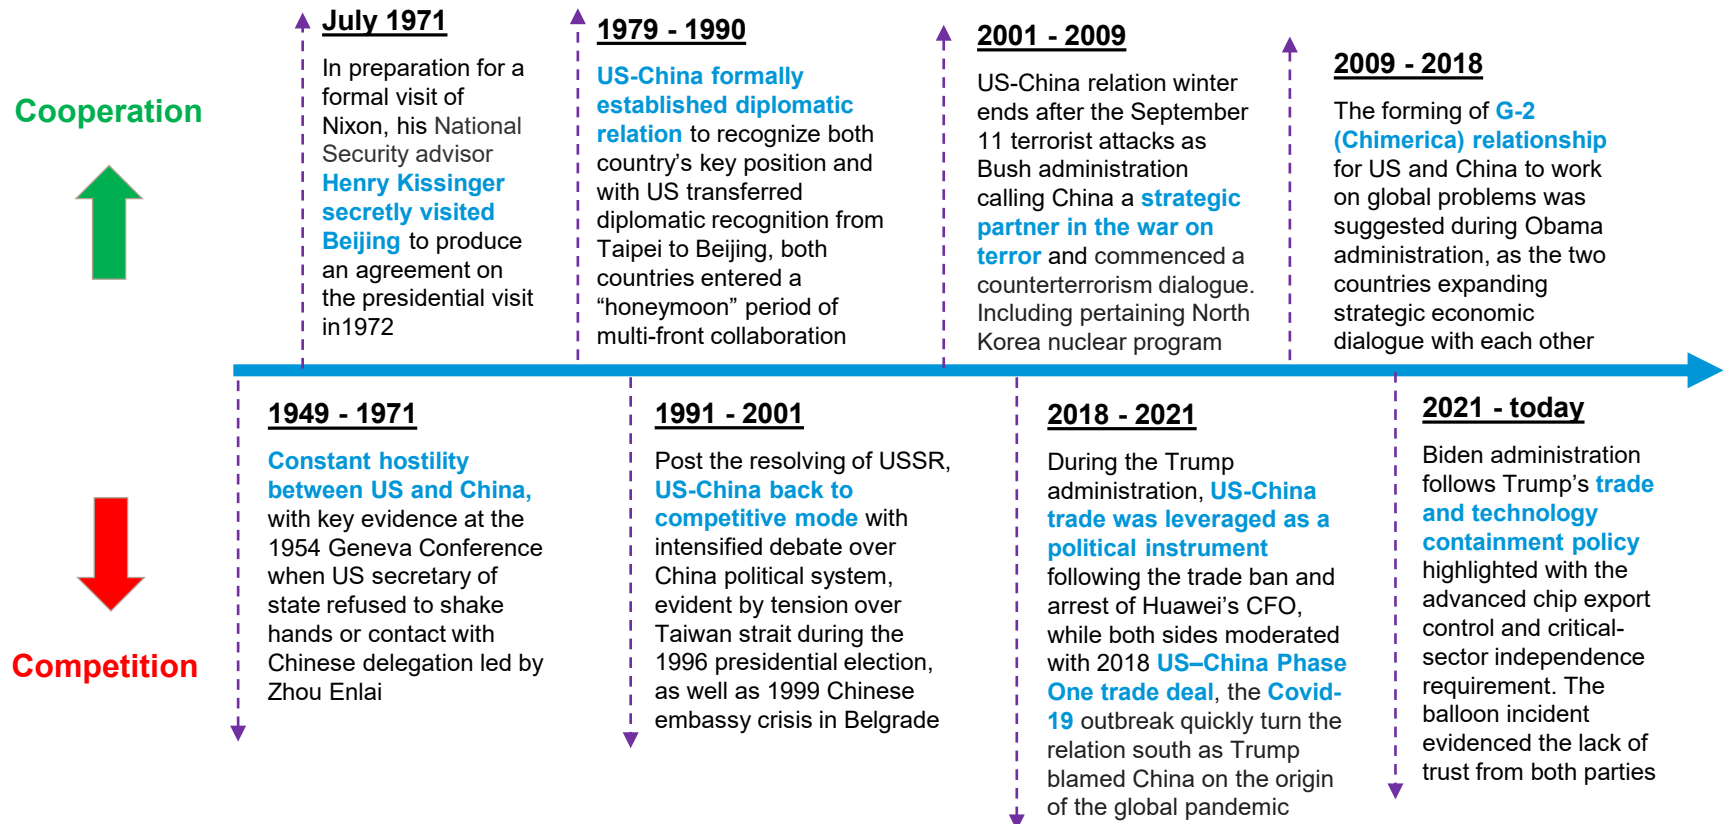 Cooperation
July 1971
In preparation for a
formal visit of
Nixon, his National
Security advisor
Henry Kissinger
secretly visited
Beijing to produce
an agreement on
the presidential visit
in1972
1979 - 1990
US-China formally
established diplomatic
relation to recognize both
country's key position and
with US transferred
diplomatic recognition from
Taipei to Beijing, both
countries entered a
“honeymoon” period of
multi-front collaboration
2001 - 2009
US-China relation winter
ends after the September
11 terrorist attacks as
Bush administration
calling China a strategic
partner in the war on
terror and commenced a
counterterrorism dialogue.
Including pertaining North
Korea nuclear program
2009 - 2018
The forming of G-2
(Chimerica) relationship
for US and China to work
on global problems was
suggested during Obama
administration, as the two
countries expanding
strategic economic
dialogue with each other
Competition
1949 - 1971
Constant hostility
between US and China,
with key evidence at the
1954 Geneva Conference
when US secretary of
state refused to shake
hands or contact with
Chinese delegation led by
Zhou Enlai
1991 - 2001
Post the resolving of USSR,
US-China back to
competitive mode with
intensified debate over
China political system,
evident by tension over
Taiwan strait during the
1996 presidential election,
as well as 1999 Chinese
embassy crisis in Belgrade
2018 - 2021
During the Trump
administration, US-China
trade was leveraged as a
political instrument
following the trade ban and
arrest of Huawei's CFO,
while both sides moderated
with 2018 US–China Phase
One trade deal, the Covid-
19 outbreak quickly turn the
relation south as Trump
blamed China on the origin
of the global pandemic
2021 - today
Biden administration
follows Trump's trade
and technology
containment policy
highlighted with the
advanced chip export
control and critical-
sector independence
requirement. The
balloon incident
evidenced the lack of
trust from both parties